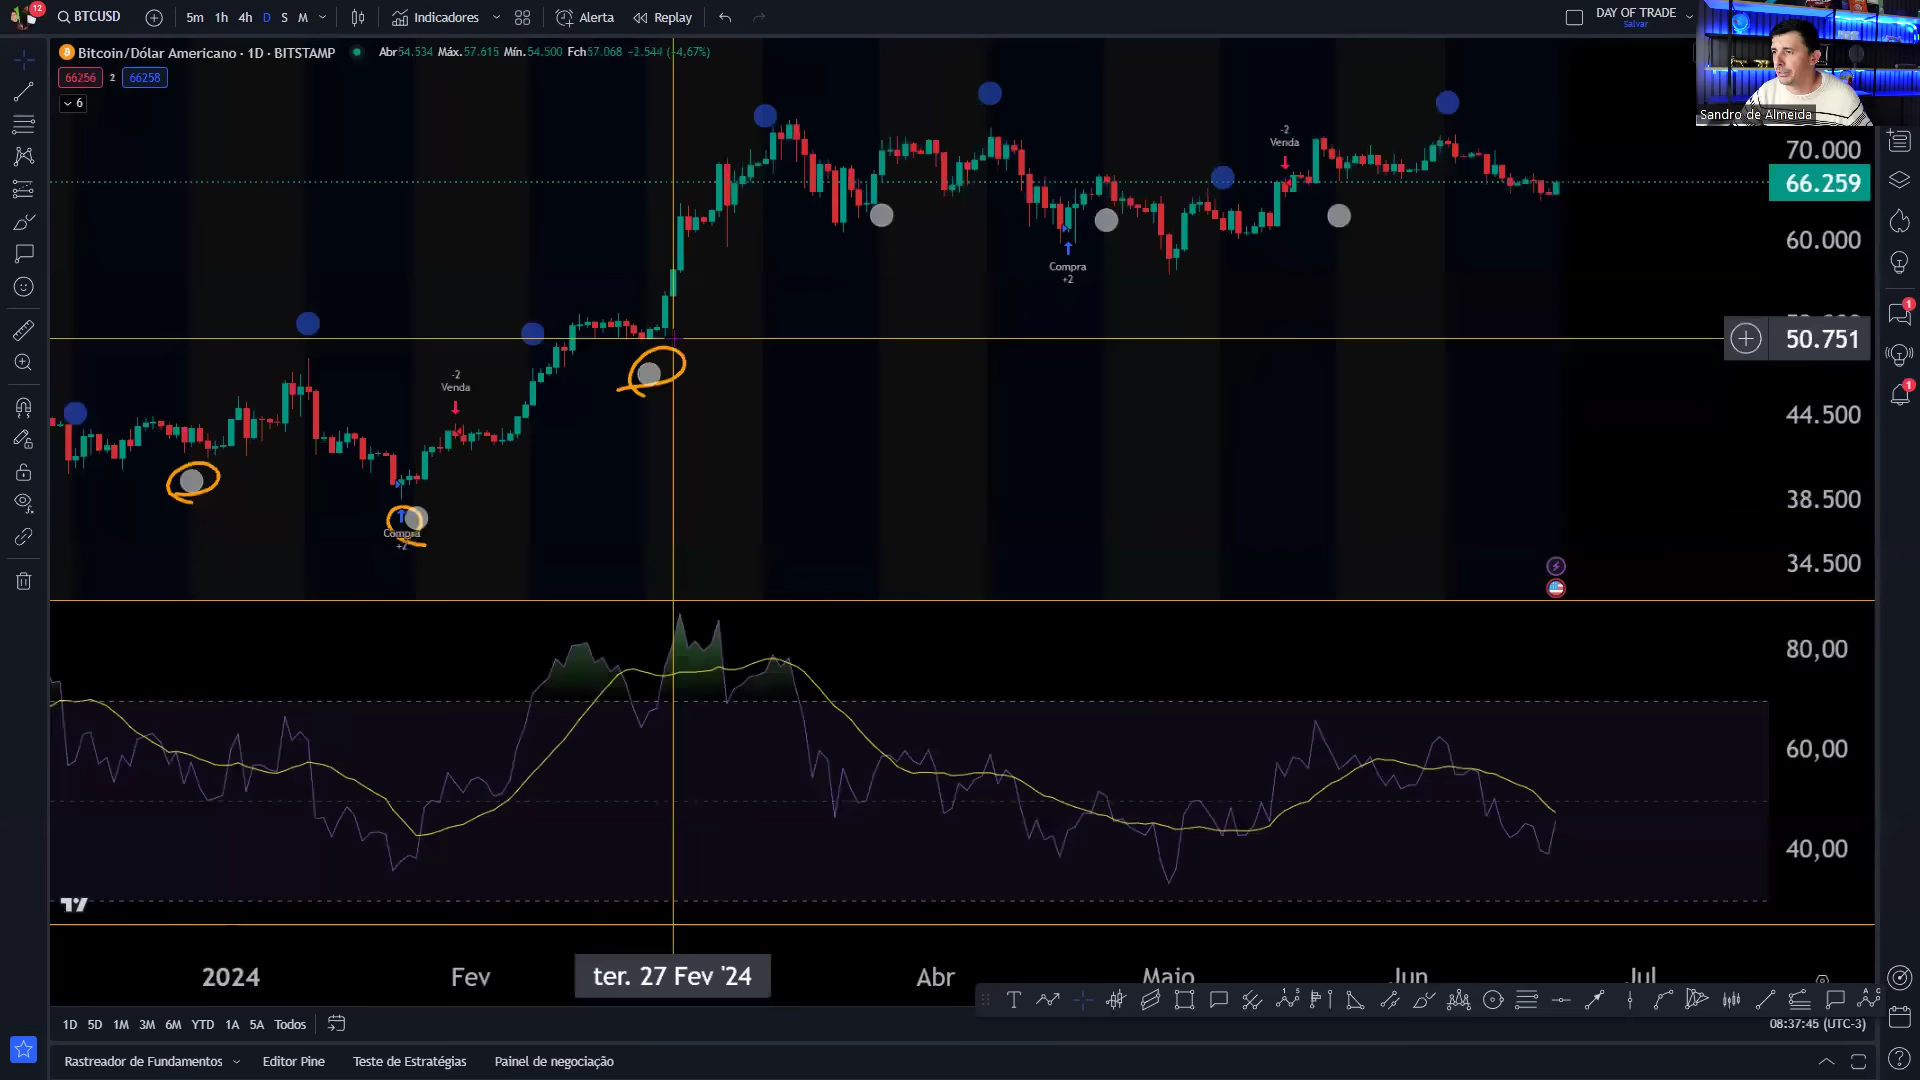 12
BTCUSD
5m 1h 4h D S M
Indicadores
Alerta
Replay
DAY OF TRADE
Salvar
Bitcoin/Dólar Americano · 1D · BITSTAMP
Abr54.534 Máx.57.615 Mín.54.500 Fch57.068 −2.544 (−4,67%)
66256 2 66258
6
Sandro de Almeida
70.000
66.259
60.000
50.751
44.500
38.500
34.500
-2
Venda
Compra
+2
-2
Venda
Compra
+2
80,00
60,00
40,00
2024 Fev ter. 27 Fev '24 Abr Maio Jun Jul
1D 5D 1M 3M 6M YTD 1A 5A Todos
08:37:45 (UTC-3)
Rastreador de Fundamentos Editor Pine Teste de Estratégias Painel de negociação
1
1